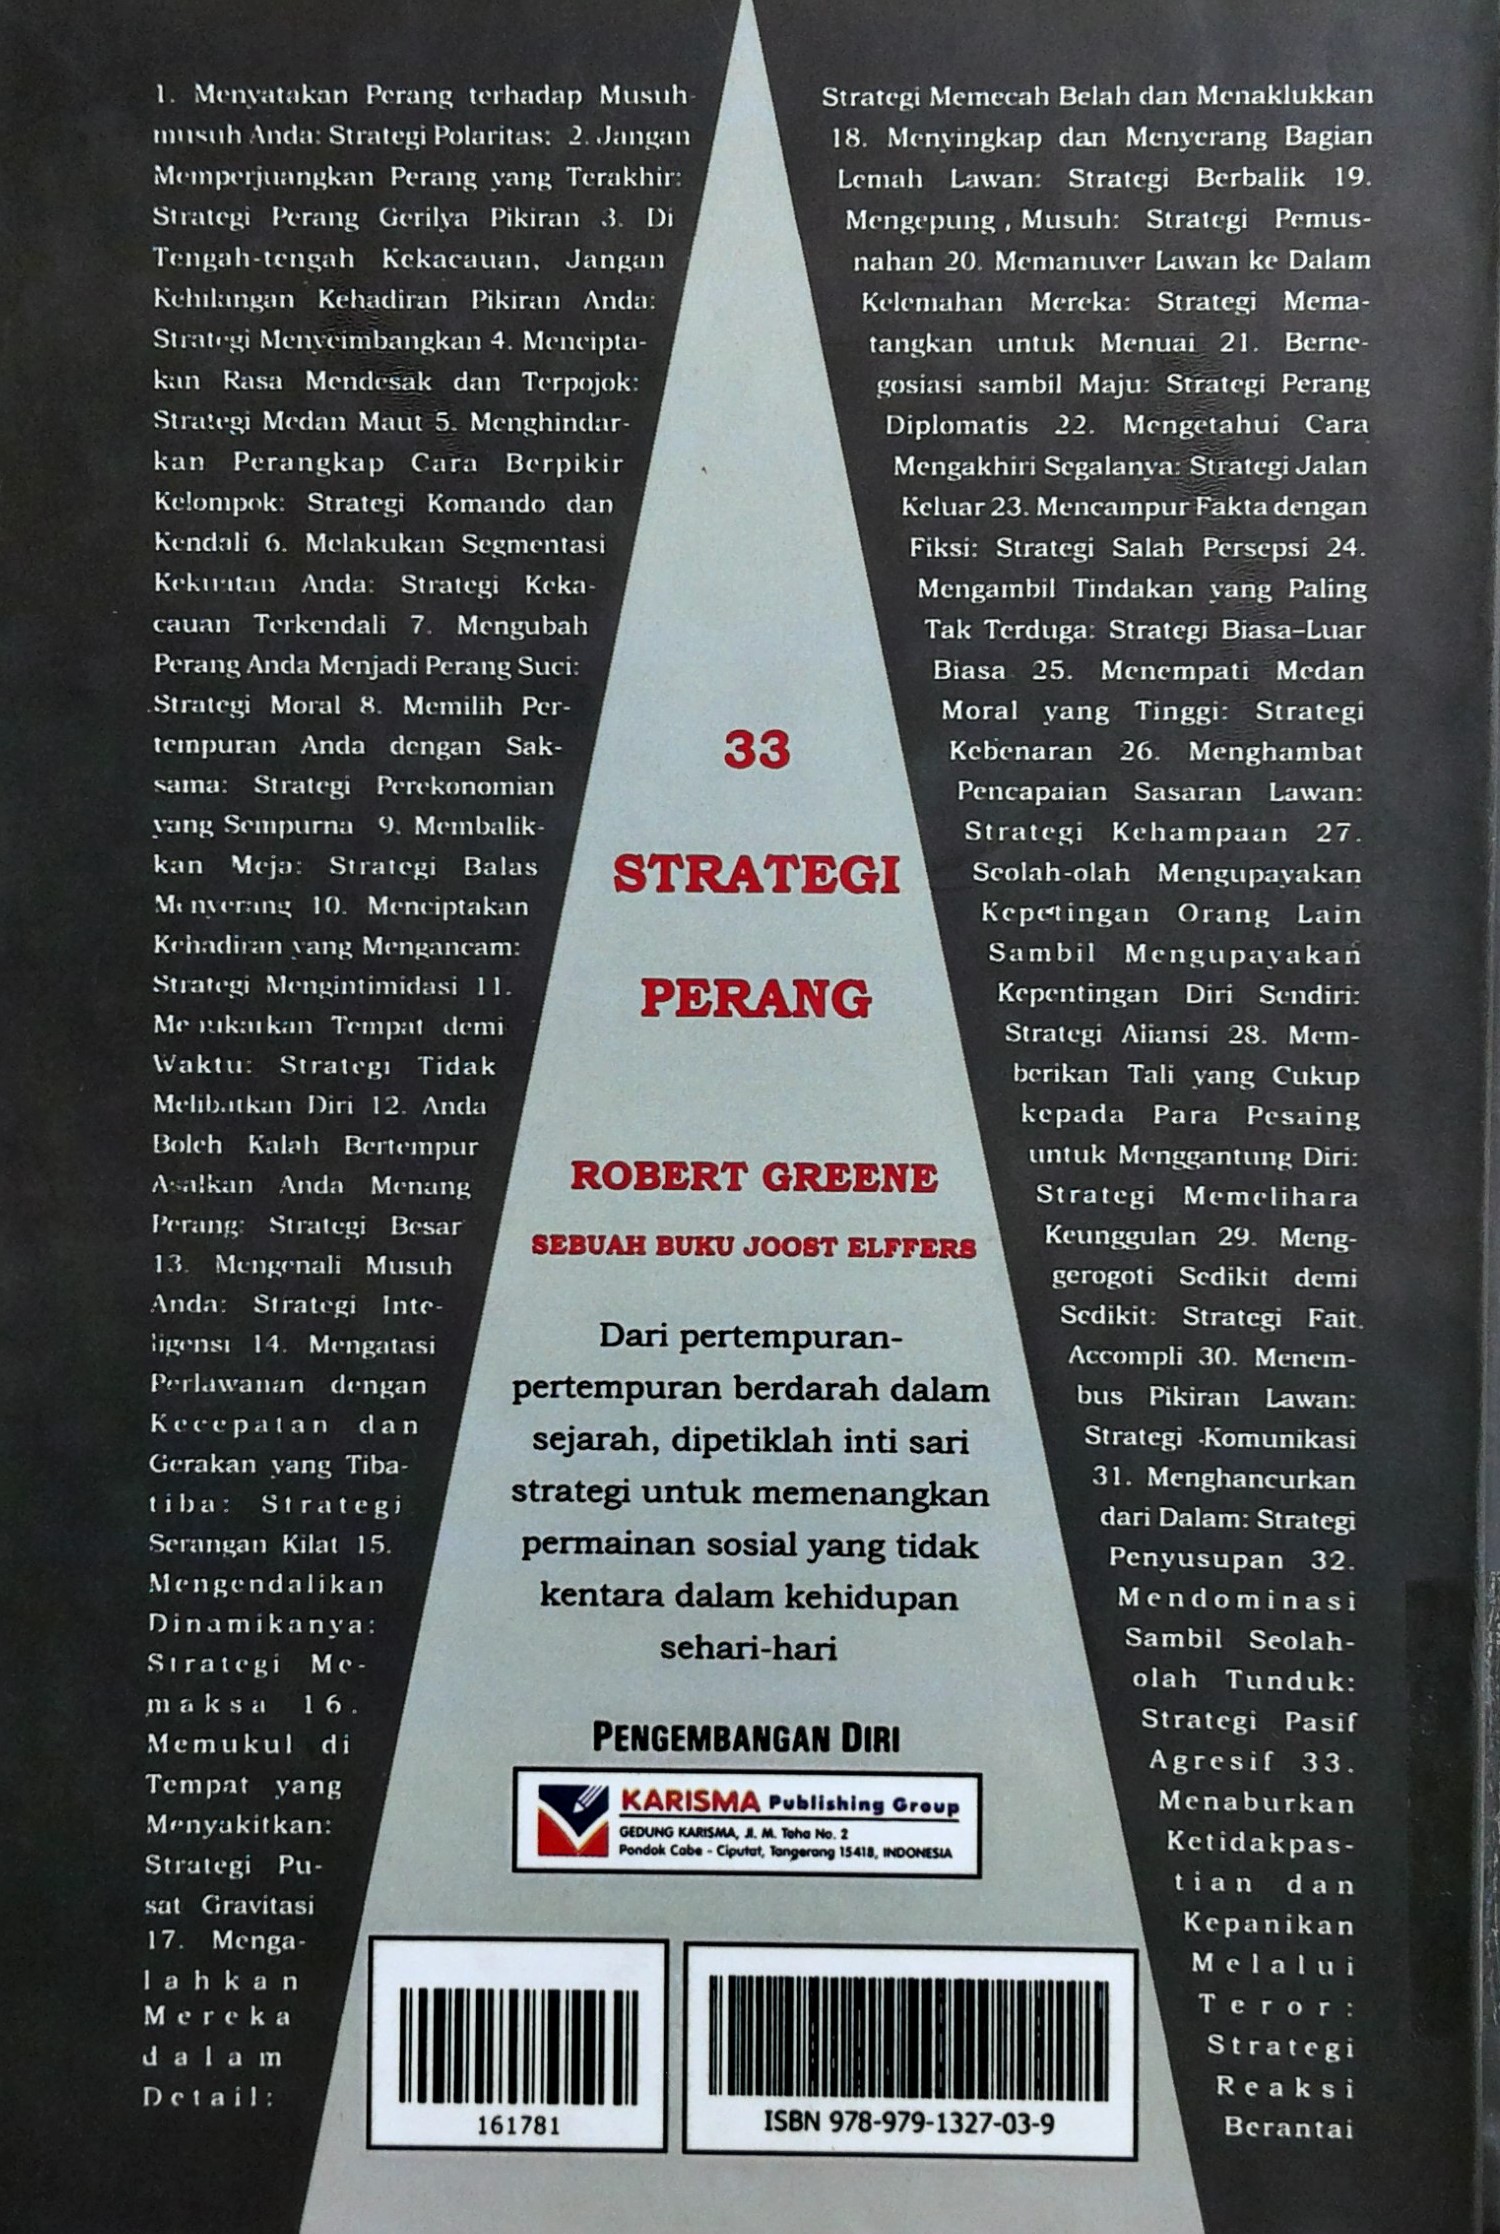 1. Menyatakan Perang terhadap Musuh-
musuh Anda: Strategi Polaritas: 2. Jangan
Memperjuangkan Perang yang Terakhir:
Strategi Perang Gerilya Pikiran 3. Di
Tengah-tengah Kekacauan, Jangan
Kehilangan Kehadiran Pikiran Anda:
Strategi Menyeimbangkan 4. Mencipta-
kan Rasa Mendesak dan Terpojok:
Strategi Medan Maut 5. Menghindar-
kan Perangkap Cara Berpikir
Kelompok: Strategi Komando dan
Kendali 6. Melakukan Segmentasi
Kekuatan Anda: Strategi Keka-
cauan Terkendali 7. Mengubah
Perang Anda Menjadi Perang Suci:
Strategi Moral 8. Memilih Per-
tempuran Anda dengan Sak-
sama: Strategi Perekonomian
yang Sempurna 9. Membalik-
kan Meja: Strategi Balas
Menyerang 10. Menciptakan
Kehadiran yang Mengancam:
Strategi Mengintimidasi 11.
Menukarkan Tempat demi
Waktu: Strategi Tidak
Melibatkan Diri 12. Anda
Boleh Kalah Bertempur
Asalkan Anda Menang
Perang: Strategi Besar
13. Mengenali Musuh
Anda: Strategi Inte-
ligensi 14. Mengatasi
Perlawanan dengan
Kecepatan dan
Gerakan yang Tiba-
tiba: Strategi
Serangan Kilat 15.
Mengendalikan
Dinamikanya:
Strategi Me-
maksa 16.
Memukul di
Tempat yang
Menyakitkan:
Strategi Pu-
sat Gravitasi
17. Menga-
lahkan
Mereka
dalam
Detail:
Strategi Memecah Belah dan Menaklukkan
18. Menyingkap dan Menyerang Bagian
Lemah Lawan: Strategi Berbalik 19.
Mengepung , Musuh: Strategi Pemus-
nahan 20. Memanuver Lawan ke Dalam
Kelemahan Mereka: Strategi Mema-
tangkan untuk Menuai 21. Berne-
gosiasi sambil Maju: Strategi Perang
Diplomatis 22. Mengetahui Cara
Mengakhiri Segalanya: Strategi Jalan
Keluar 23. Mencampur Fakta dengan
Fiksi: Strategi Salah Persepsi 24.
Mengambil Tindakan yang Paling
Tak Terduga: Strategi Biasa–Luar
Biasa 25. Menempati Medan
Moral yang Tinggi: Strategi
Kebenaran 26. Menghambat
Pencapaian Sasaran Lawan:
Strategi Kehampaan 27.
Seolah-olah Mengupayakan
Kepetingan Orang Lain
Sambil Mengupayakan
Kepentingan Diri Sendiri:
Strategi Aliansi 28. Mem-
berikan Tali yang Cukup
kepada Para Pesaing
untuk Menggantung Diri:
Strategi Memelihara
Keunggulan 29. Meng-
gerogoti Sedikit demi
Sedikit: Strategi Fait.
Accompli 30. Menem-
bus Pikiran Lawan:
Strategi Komunikasi
31. Menghancurkan
dari Dalam: Strategi
Penyusupan 32.
Mendominasi
Sambil Seolah-
olah Tunduk:
Strategi Pasif
Agresif 33.
Menaburkan
Ketidakpas-
tian dan
Kepanikan
Melalui
Teror:
Strategi
Reaksi
Berantai
33
STRATEGI
PERANG
ROBERT GREENE
SEBUAH BUKU JOOST ELFFERS
Dari pertempuran-
pertempuran berdarah dalam
sejarah, dipetiklah inti sari
strategi untuk memenangkan
permainan sosial yang tidak
kentara dalam kehidupan
sehari-hari
PENGEMBANGAN DIRI
KARISMA Publishing Group
GEDUNG KARISMA, Jl. M. Toha No. 2
Pondok Cabe - Ciputat, Tangerang 15418, INDONESIA
161781
ISBN 978-979-1327-03-9